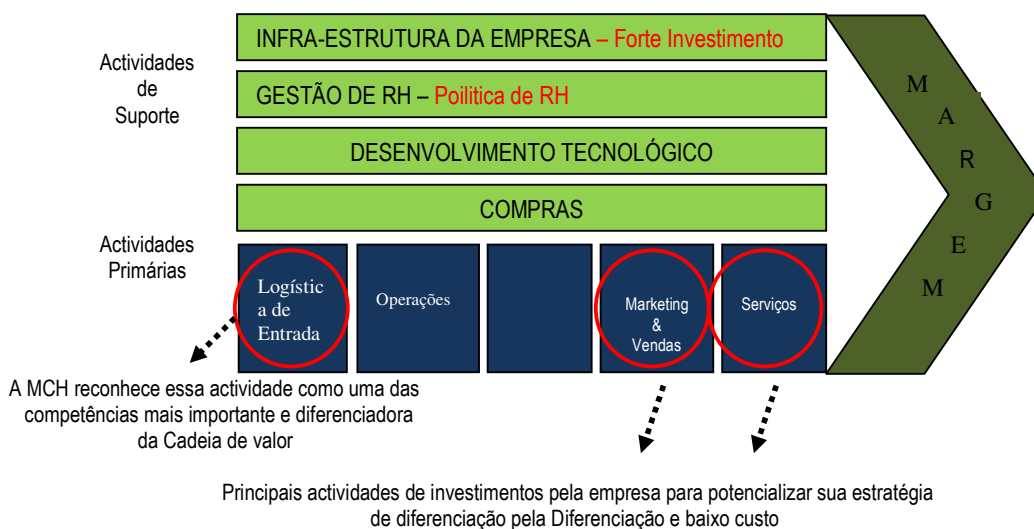 INFRA-ESTRUTURA DA EMPRESA – Forte Investimento
Actividades
de
Suporte
GESTÃO DE RH – Poilitica de RH
DESENVOLVIMENTO TECNOLÓGICO
COMPRAS
Actividades
Primárias
Logístic
a de
Entrada
Operações
Marketing
&
Vendas
Serviços
M
A
R
G
E
M
A MCH reconhece essa actividade como uma das
competências mais importante e diferenciadora
da Cadeia de valor
Principais actividades de investimentos pela empresa para potencializar sua estratégia
de diferenciação pela Diferenciação e baixo custo